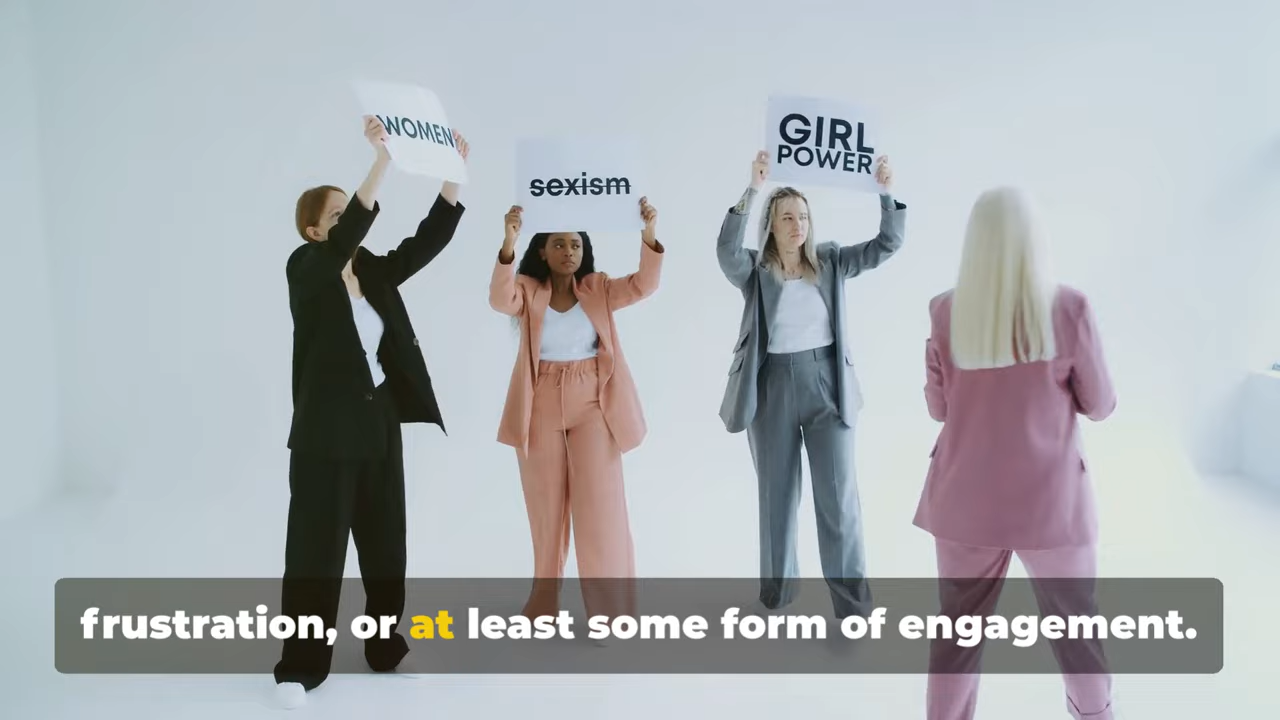 WOMEN
sexism
GIRL
POWER
frustration, or at least some form of engagement.